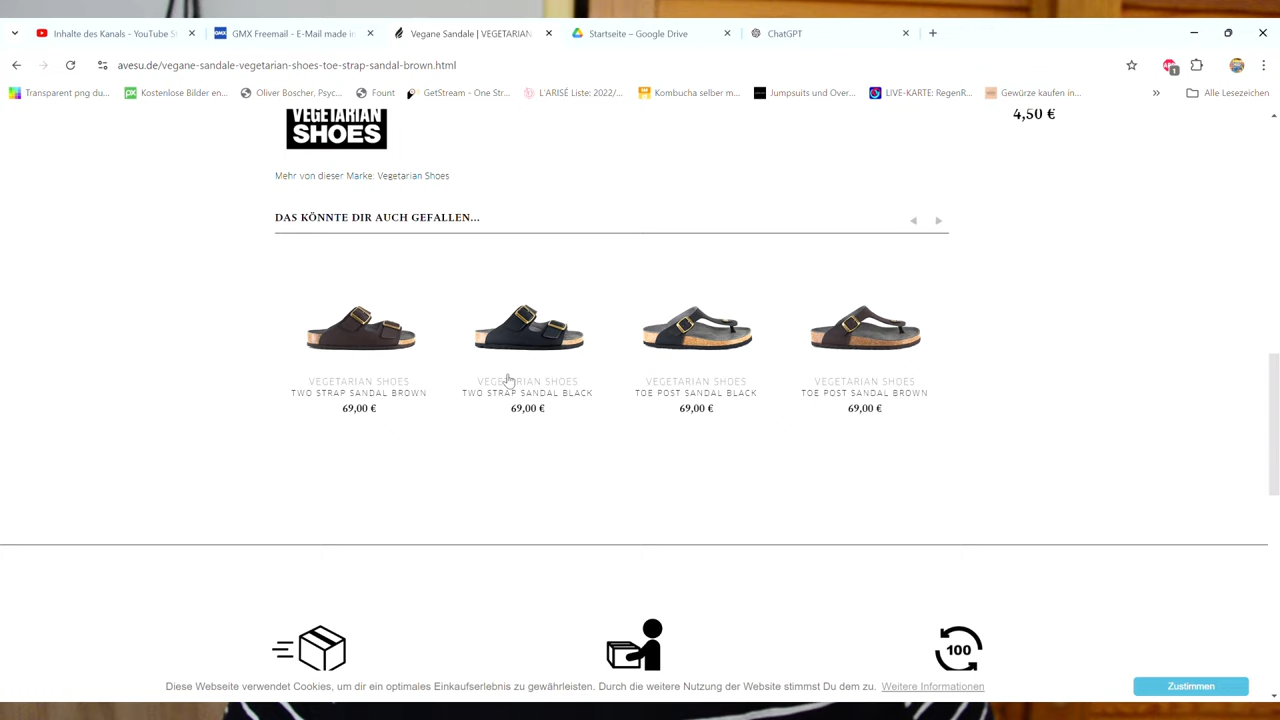 Inhalte des Kanals – YouTube St
GMX Freemail - E-Mail made in
Vegane Sandale | VEGETARIAN
Startseite – Google Drive
ChatGPT
avesu.de/vegane-sandale-vegetarian-shoes-toe-strap-sandal-brown.html
1
Transparent png du...
Kostenlose Bilder en...
Oliver Boscher, Psyc...
Fount
GetStream - One Str...
L'ARISÉ Liste: 2022/...
Kombucha selber m...
Jumpsuits und Over...
LIVE-KARTE: RegenR...
Gewürze kaufen in...
Alle Lesezeichen
VEGETARIAN
SHOES
4,50 €
Mehr von dieser Marke: Vegetarian Shoes
DAS KÖNNTE DIR AUCH GEFALLEN...
VEGETARIAN SHOES
TWO STRAP SANDAL BROWN
69,00 €
VEGETARIAN SHOES
TWO STRAP SANDAL BLACK
69,00 €
VEGETARIAN SHOES
TOE POST SANDAL BLACK
69,00 €
VEGETARIAN SHOES
TOE POST SANDAL BROWN
69,00 €
100
Diese Webseite verwendet Cookies, um dir ein optimales Einkaufserlebnis zu gewährleisten. Durch die weitere Nutzung der Website stimmst Du dem zu. Weitere Informationen
Zustimmen